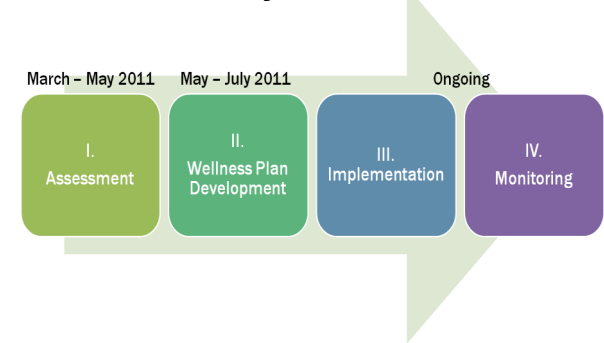 March – May 2011
May – July 2011
Ongoing
I.
Assessment
II.
Wellness Plan
Development
III.
Implementation
IV.
Monitoring